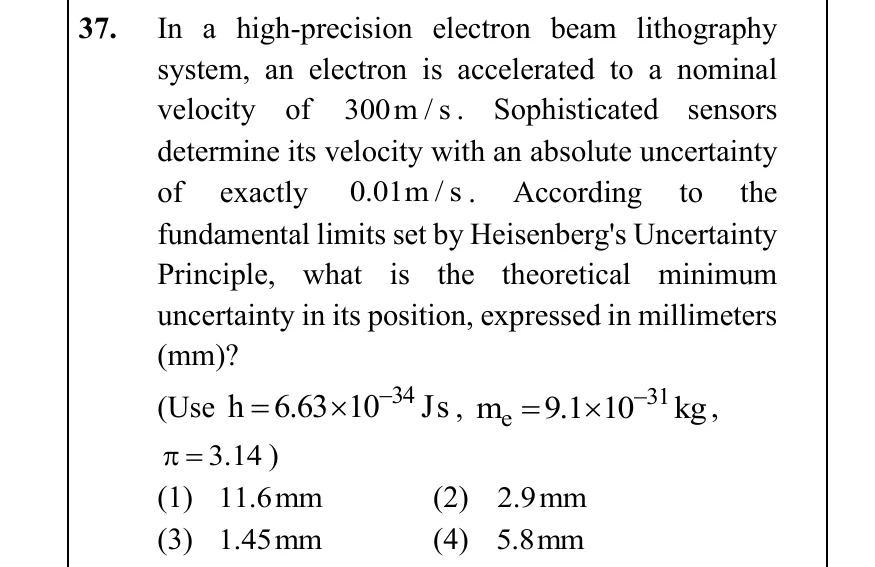 37. In a high-precision electron beam lithography
system, an electron is accelerated to a nominal
velocity of 300 m / s . Sophisticated sensors
determine its velocity with an absolute uncertainty
of exactly 0.01 m / s . According to the
fundamental limits set by Heisenberg's Uncertainty
Principle, what is the theoretical minimum
uncertainty in its position, expressed in millimeters
(mm)?
(Use h = 6.63×10⁻³⁴ Js , mₑ = 9.1×10⁻³¹ kg ,
π = 3.14 )
(1) 11.6 mm (2) 2.9 mm
(3) 1.45 mm (4) 5.8 mm